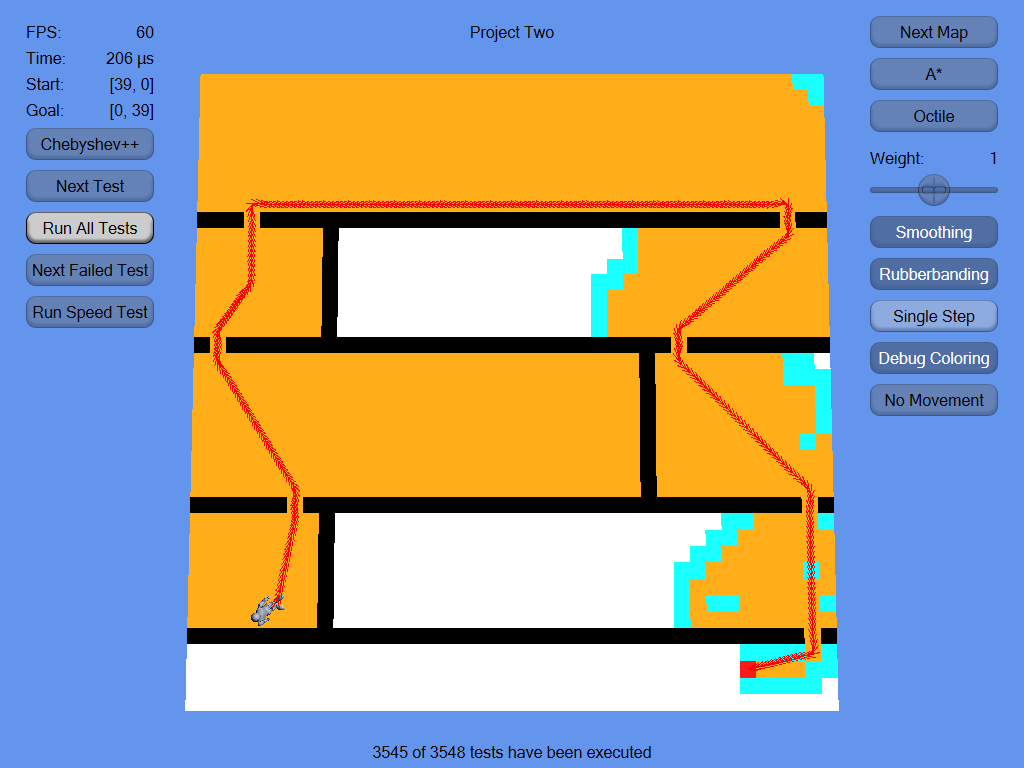 FPS: 60
Time: 206 µs
Start: [39, 0]
Goal: [0, 39]
Chebyshev++
Next Test
Run All Tests
Next Failed Test
Run Speed Test
Project Two
Next Map
A*
Octile
Weight: 1
Smoothing
Rubberbanding
Single Step
Debug Coloring
No Movement
3545 of 3548 tests have been executed